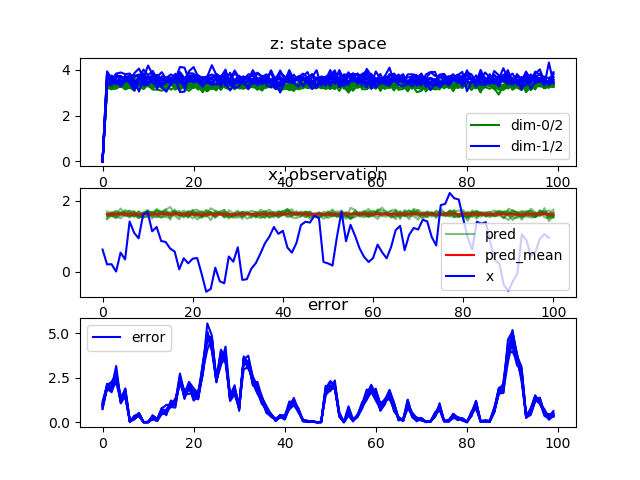 z: state space
4
2
0
dim-0/2
dim-1/2
0 20 40 60 80 100
x: observation
2
0
pred
pred_mean
x
0 20 40 60 80 100
error
5.0
2.5
0.0
error
0 20 40 60 80 100